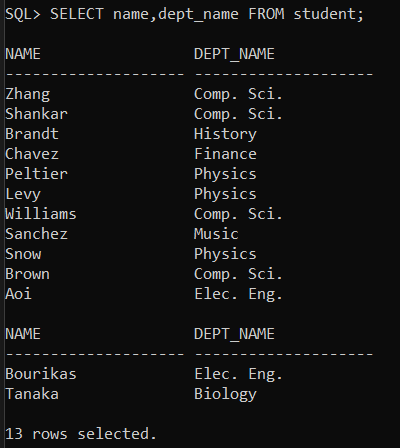 SQL> SELECT name,dept_name FROM student;
NAME                 DEPT_NAME
-------------------- --------------------
Zhang                Comp. Sci.
Shankar              Comp. Sci.
Brandt               History
Chavez               Finance
Peltier              Physics
Levy                 Physics
Williams             Comp. Sci.
Sanchez              Music
Snow                 Physics
Brown                Comp. Sci.
Aoi                  Elec. Eng.
NAME                 DEPT_NAME
-------------------- --------------------
Bourikas             Elec. Eng.
Tanaka               Biology
13 rows selected.